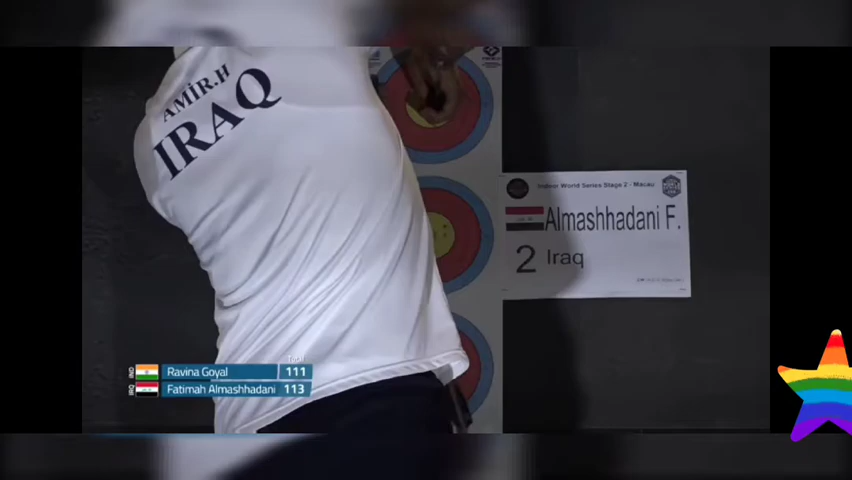 AMİR.H
IRAQ
Indoor World Series Stage 2 - Macau
Almashhadani F.
2 Iraq
Total
IND Ravina Goyal 111
IRQ Fatimah Almashhadani 113